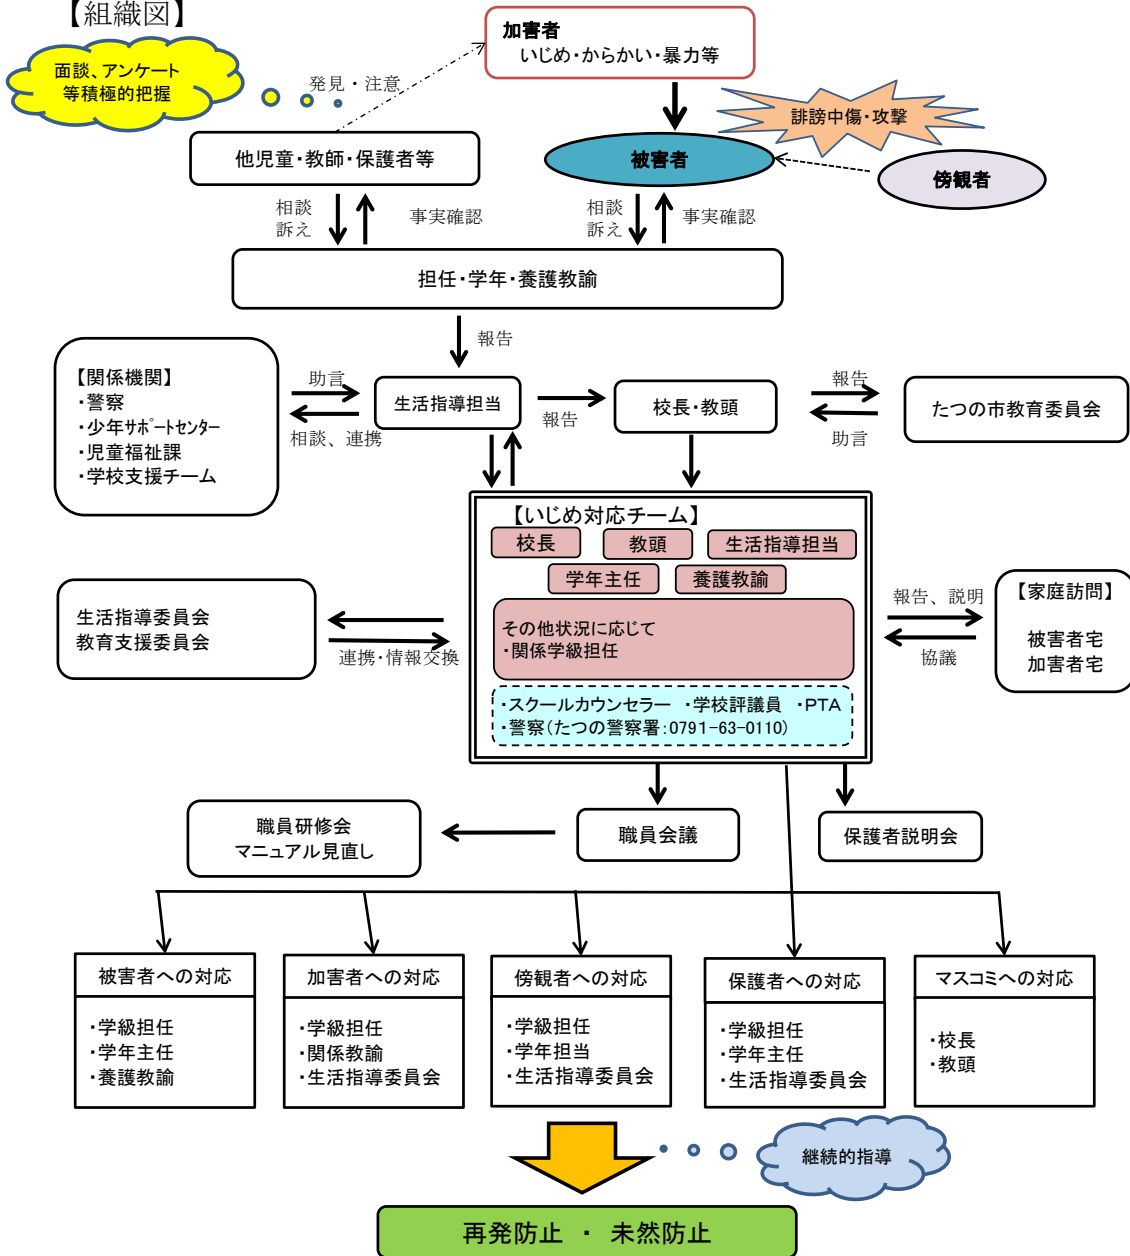 【組織図】
加害者
いじめ・からかい・暴力等
面談、アンケート
等積極的把握
発見・注意
誹謗中傷・攻撃
他児童・教師・保護者等
被害者
傍観者
相談
訴え
事実確認
相談
訴え
事実確認
担任・学年・養護教諭
報告
【関係機関】
・警察
・少年サポートセンター
・児童福祉課
・学校支援チーム
助言
相談、連携
生活指導担当
報告
校長・教頭
報告
助言
たつの市教育委員会
【いじめ対応チーム】
校長
教頭
生活指導担当
学年主任
養護教諭
その他状況に応じて
・関係学級担任
・スクールカウンセラー ・学校評議員 ・PTA
・警察(たつの警察署:0791-63-0110)
生活指導委員会
教育支援委員会
連携・情報交換
報告、説明
協議
【家庭訪問】
被害者宅
加害者宅
職員研修会
マニュアル見直し
職員会議
保護者説明会
被害者への対応
・学級担任
・学年主任
・養護教諭
加害者への対応
・学級担任
・関係教諭
・生活指導委員会
傍観者への対応
・学級担任
・学年担当
・生活指導委員会
保護者への対応
・学級担任
・学年主任
・生活指導委員会
マスコミへの対応
・校長
・教頭
継続的指導
再発防止 ・ 未然防止